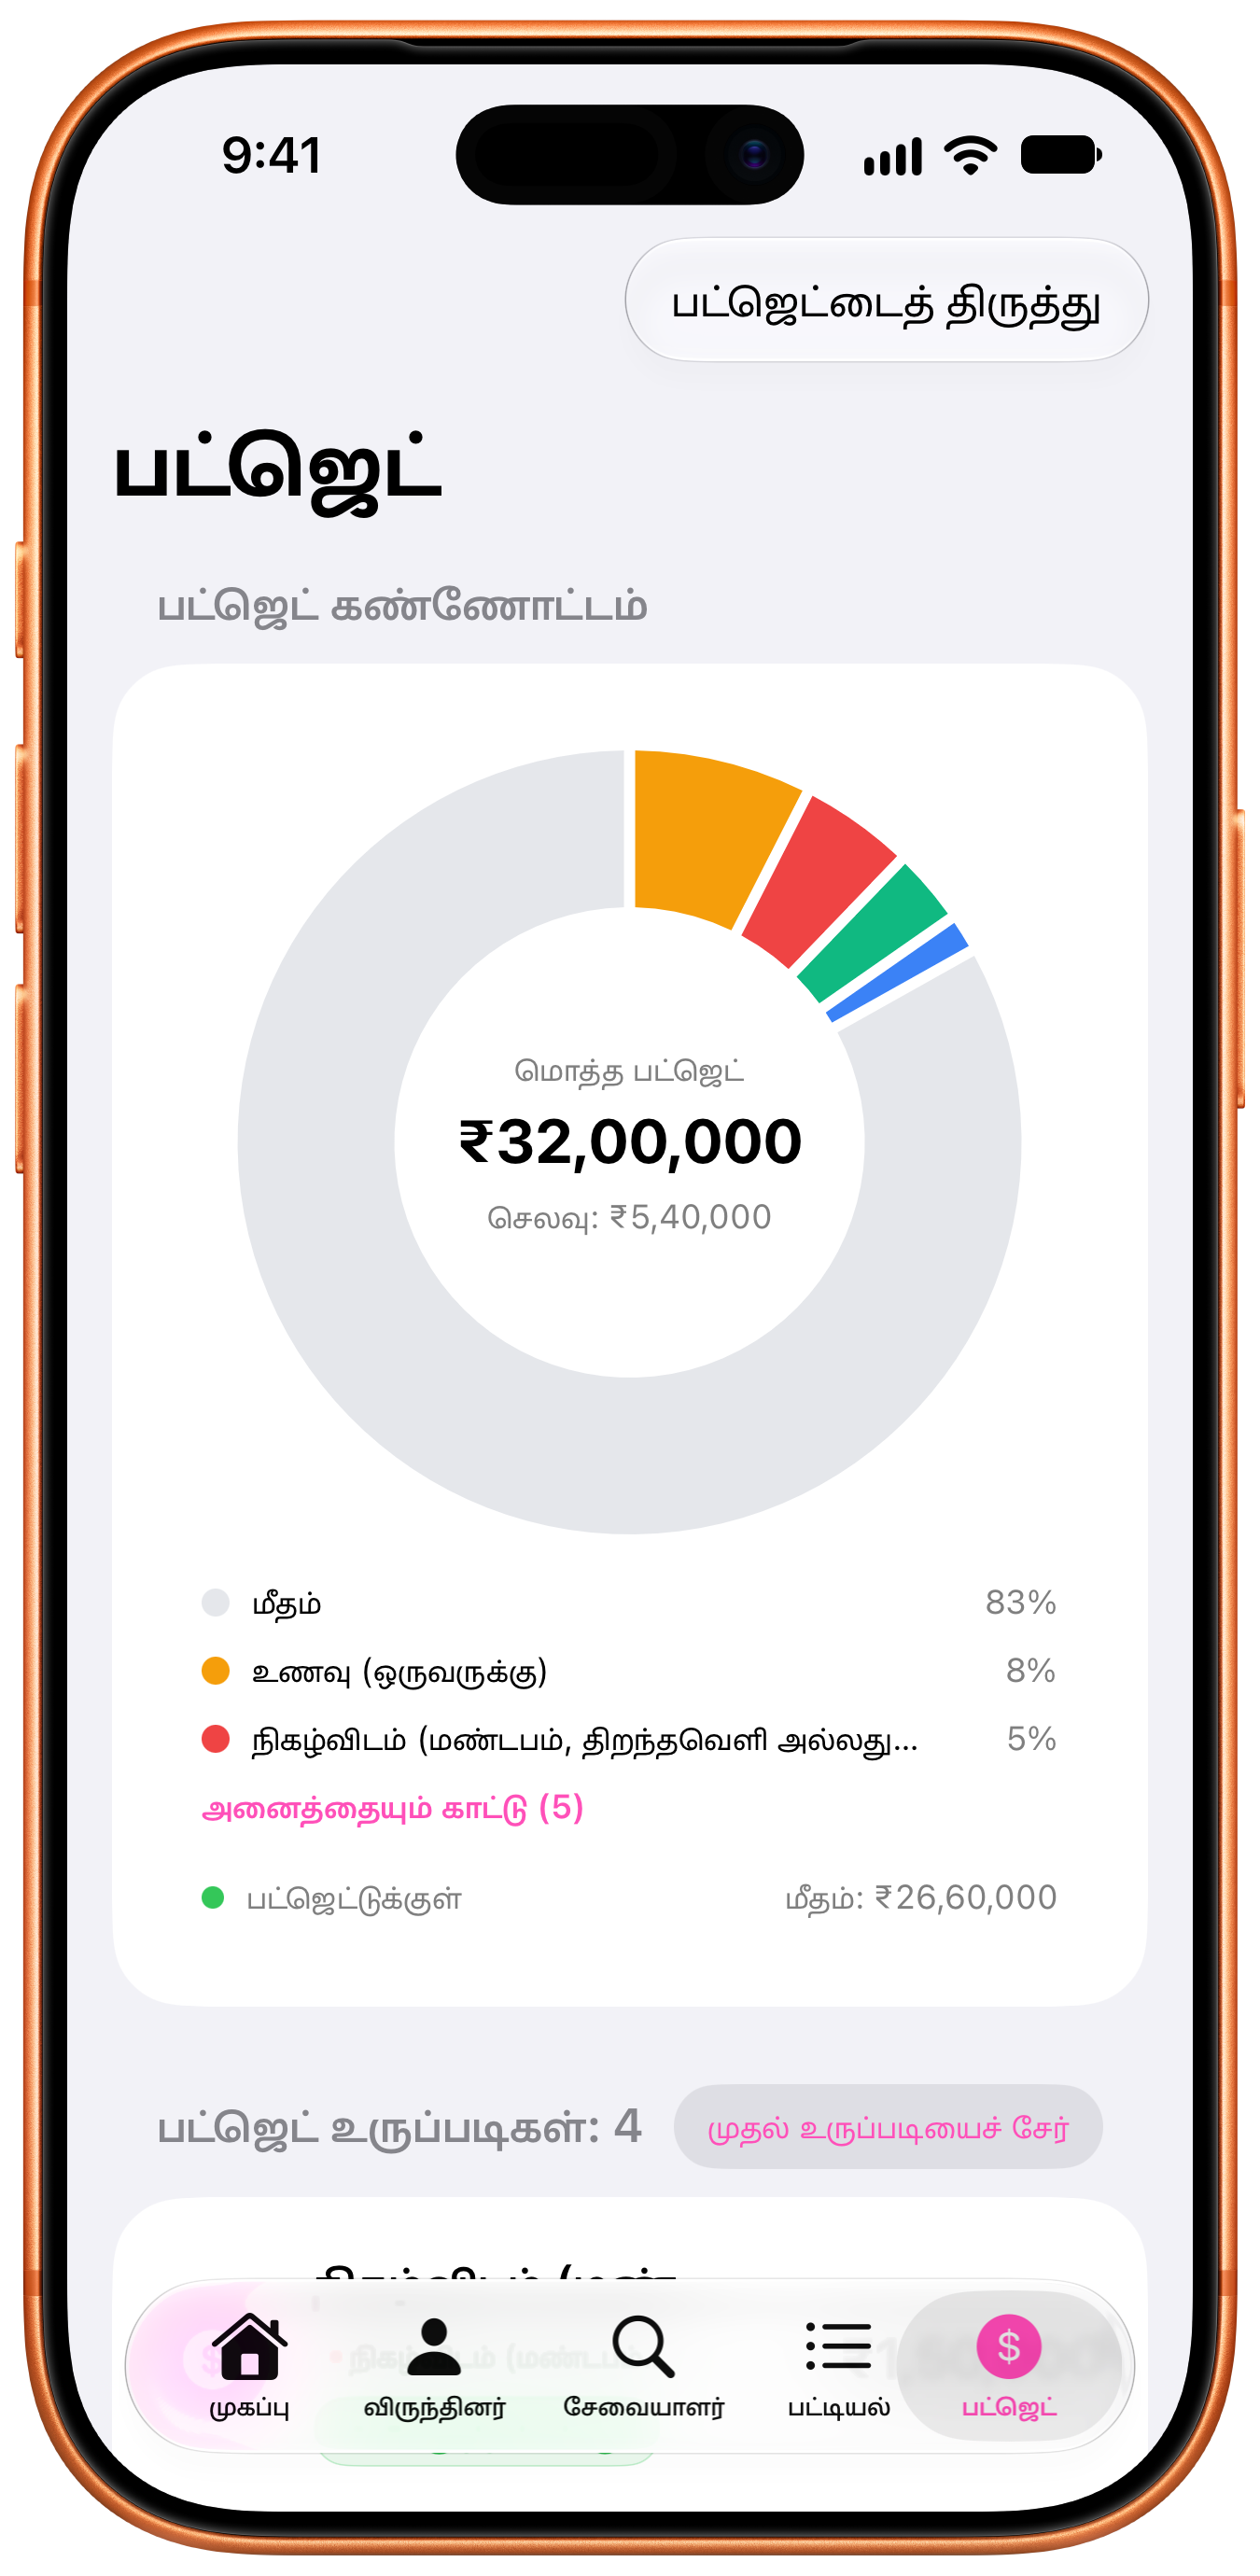 9:41
பட்ஜெட்டைத் திருத்து
பட்ஜெட்
பட்ஜெட் கண்ணோட்டம்
மொத்த பட்ஜெட்
₹32,00,000
செலவு: ₹5,40,000
மீதம் 83%
உணவு (ஒருவருக்கு) 8%
நிகழ்விடம் (மண்டபம், திறந்தவெளி அல்லது... 5%
அனைத்தையும் காட்டு (5)
பட்ஜெட்டுக்குள் மீதம்: ₹26,60,000
பட்ஜெட் உருப்படிகள்: 4 முதல் உருப்படியைச் சேர்
முகப்பு விருந்தினர் சேவையாளர் பட்டியல் பட்ஜெட்